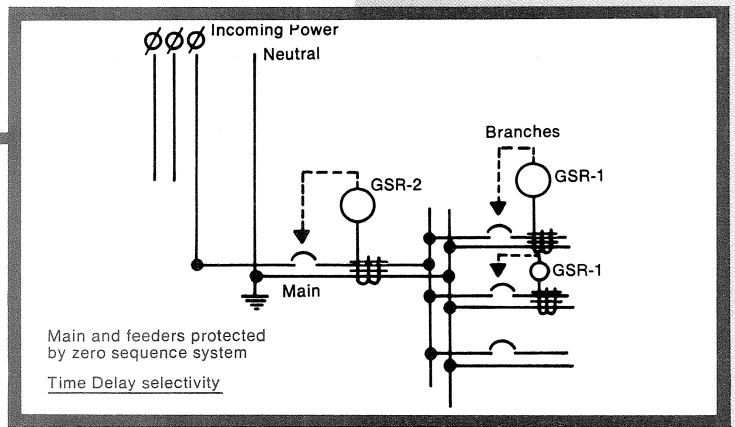 Incoming Power
Neutral
Branches
GSR-2
GSR-1
GSR-1
Main
Main and feeders protected
by zero sequence system
Time Delay selectivity